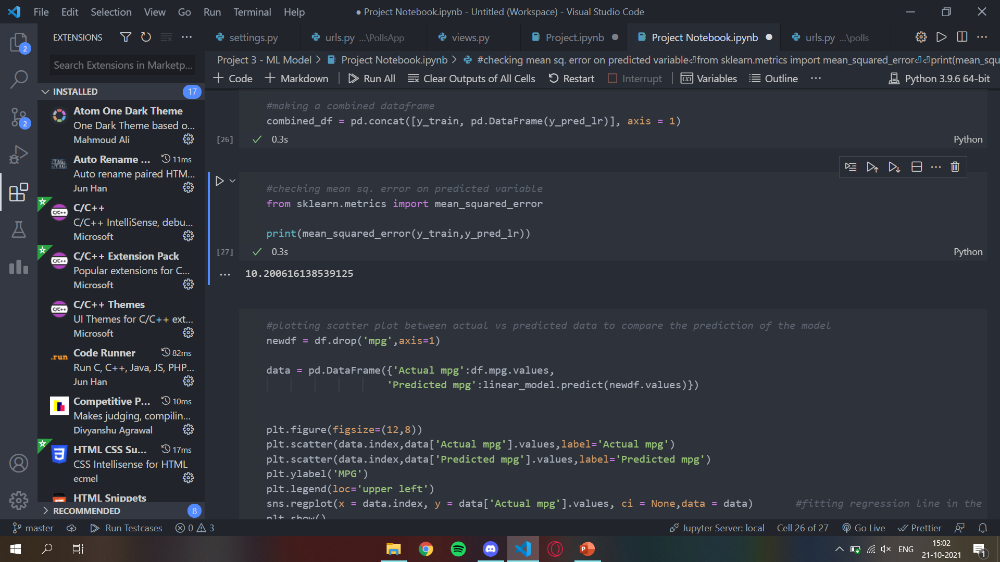 File Edit Selection View Go Run Terminal Help
● Project Notebook.ipynb - Untitled (Workspace) - Visual Studio Code
EXTENSIONS
settings.py
urls.py ...\PollsApp
views.py
Project.ipynb
Project Notebook.ipynb
urls.py ...\polls
2
Search Extensions in Marketp...
Project 3 - ML Model > Project Notebook.ipynb > #checking mean sq. error on predicted variable⏎from sklearn.metrics import mean_squared_error⏎⏎print(mean_squ
+ Code + Markdown Run All Clear Outputs of All Cells Restart Interrupt Variables Outline ...
Python 3.9.6 64-bit
INSTALLED 17
Atom One Dark Theme
One Dark Theme based o...
Mahmoud Ali
2
Auto Rename ... 11ms
Auto rename paired HTM...
Jun Han
C/C++
C/C++ IntelliSense, debu...
Microsoft
C/C++ Extension Pack
Popular extensions for C...
Microsoft
C/C++ Themes
UI Themes for C/C++ ext...
Microsoft
.run
Code Runner 82ms
Run C, C++, Java, JS, PHP...
Jun Han
Competitive P... 10ms
Makes judging, compilin...
Divyanshu Agrawal
HTML CSS Su... 17ms
CSS Intellisense for HTML
ecmel
HTML Snippets
RECOMMENDED 8
#making a combined dataframe
combined_df = pd.concat([y_train, pd.DataFrame(y_pred_lr)], axis = 1)
[26] 0.3s Python
#checking mean sq. error on predicted variable
from sklearn.metrics import mean_squared_error
print(mean_squared_error(y_train,y_pred_lr))
[27] 0.3s Python
... 10.200616138539125
#plotting scatter plot between actual vs predicted data to compare the prediction of the model
newdf = df.drop('mpg',axis=1)
data = pd.DataFrame({'Actual mpg':df.mpg.values,
'Predicted mpg':linear_model.predict(newdf.values)})
plt.figure(figsize=(12,8))
plt.scatter(data.index,data['Actual mpg'].values,label='Actual mpg')
plt.scatter(data.index,data['Predicted mpg'].values,label='Predicted mpg')
plt.ylabel('MPG')
plt.legend(loc='upper left')
sns.regplot(x = data.index, y = data['Actual mpg'].values, ci = None,data = data) #fitting regression line in the
plt.show()
master Run Testcases 0 3
Jupyter Server: local Cell 26 of 27 Go Live Prettier
ENG
15:02
21-10-2021
1